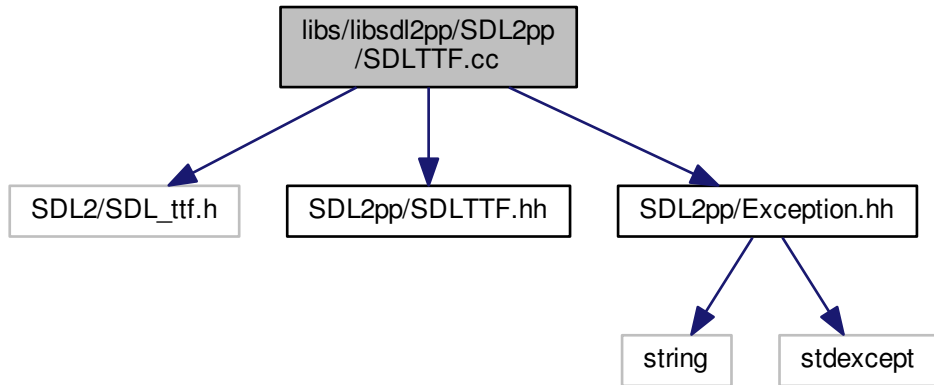 libs/libsdl2pp/SDL2pp
/SDLTTF.cc
SDL2/SDL_ttf.h
SDL2pp/SDLTTF.hh
SDL2pp/Exception.hh
string
stdexcept